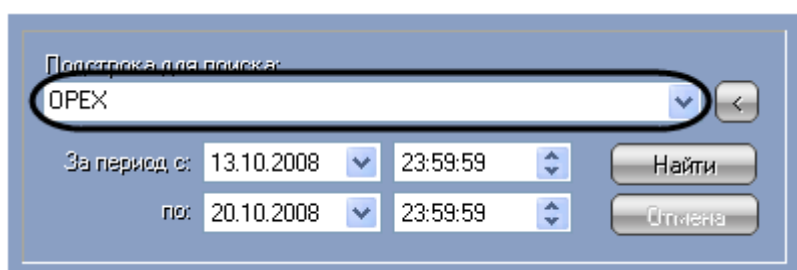 Подстрока для поиска:
ОРЕХ
<
За период с: 13.10.2008 23:59:59 Найти
по: 20.10.2008 23:59:59 Отмена